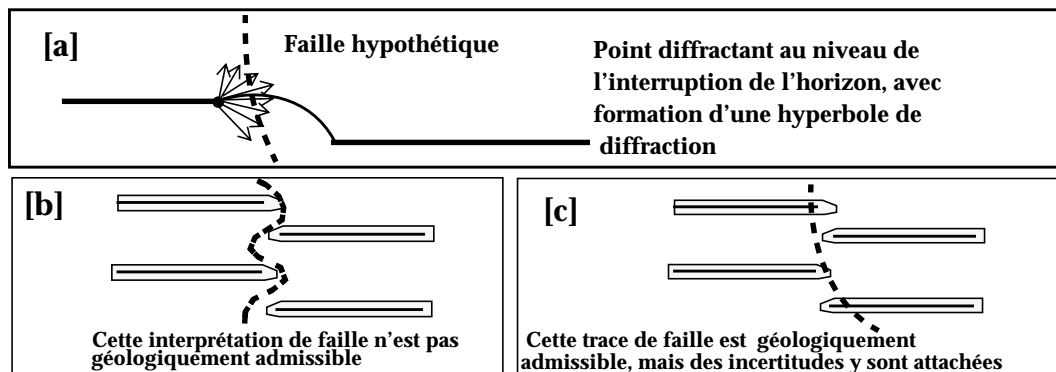 [a]
Faille hypothétique
Point diffractant au niveau de
l'interruption de l'horizon, avec
formation d'une hyperbole de
diffraction
[b]
Cette interprétation de faille n'est pas
géologiquement admissible
[c]
Cette trace de faille est géologiquement
admissible, mais des incertitudes y sont attachées